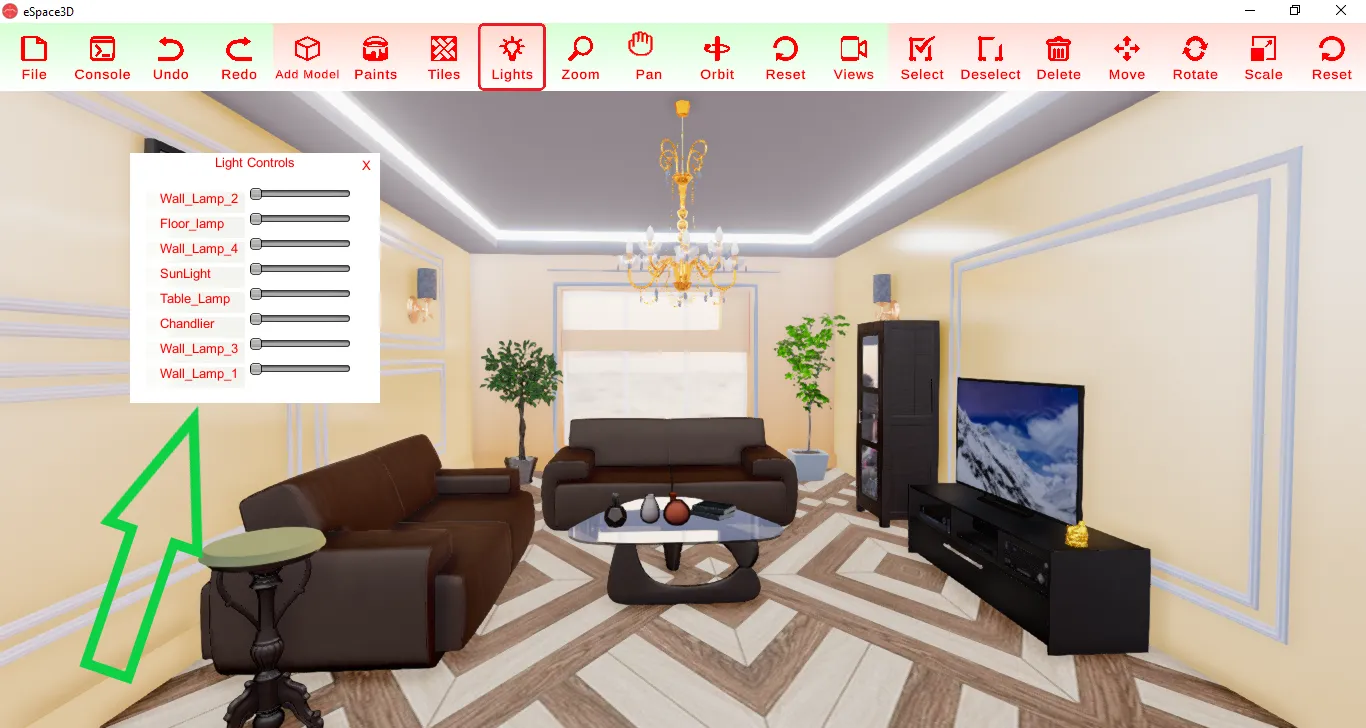 eSpace3D
File Console Undo Redo Add Model Paints Tiles Lights Zoom Pan Orbit Reset Views Select Deselect Delete Move Rotate Scale Reset
Light Controls X
Wall_Lamp_2
Floor_lamp
Wall_Lamp_4
SunLight
Table_Lamp
Chandlier
Wall_Lamp_3
Wall_Lamp_1